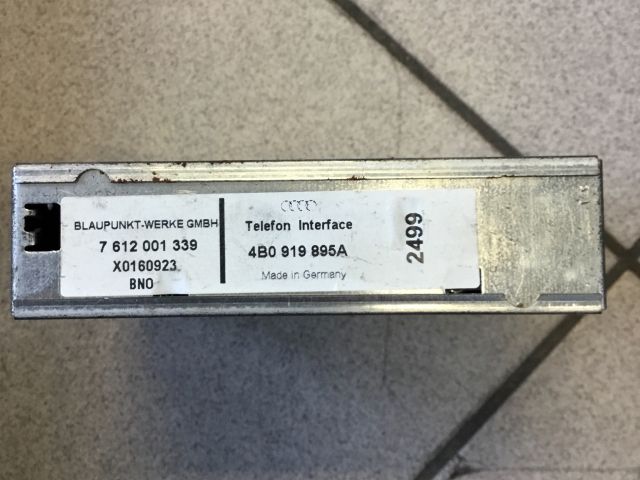 BLAUPUNKT-WERKE GMBH
7 612 001 339
X0160923
BNO
Telefon Interface
4B0 919 895A
Made in Germany
2499